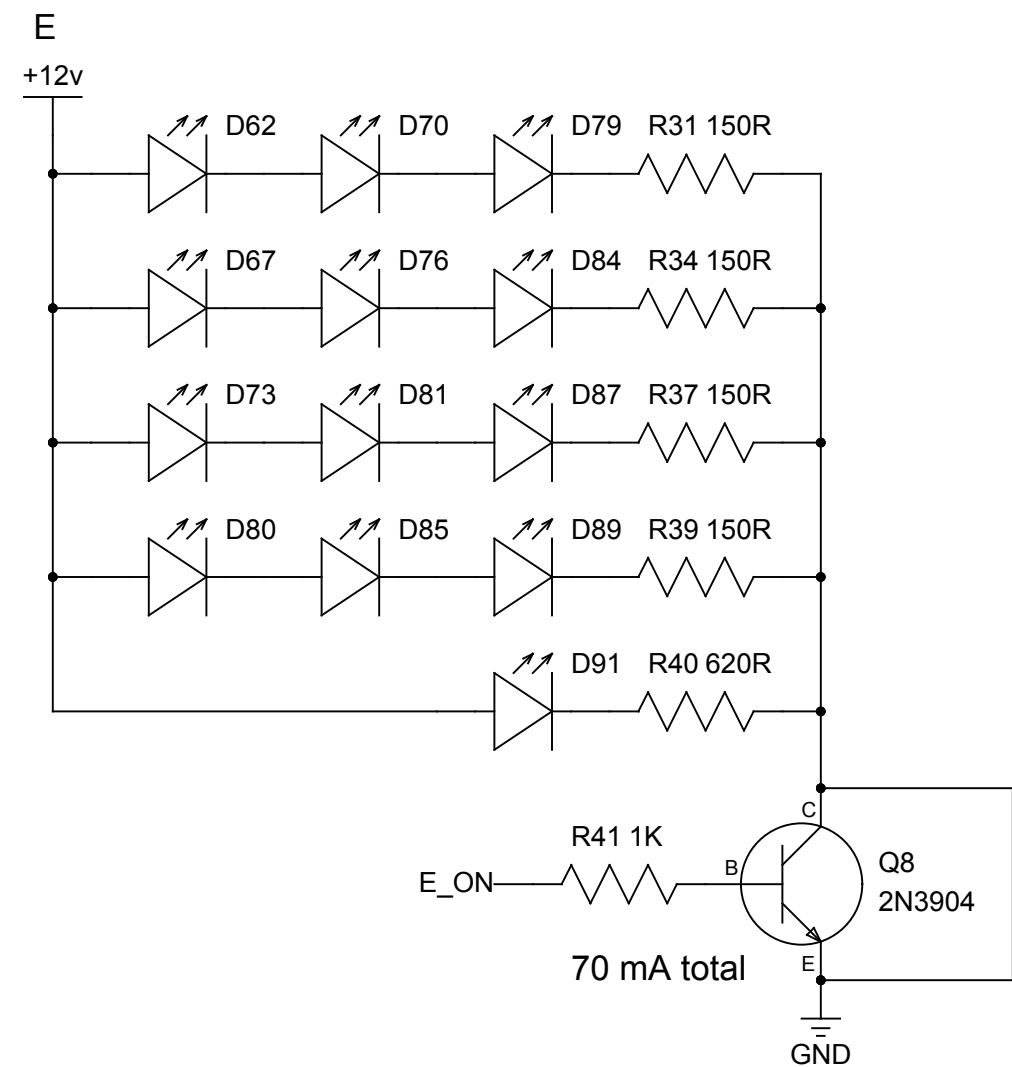 E
+12v
D62 D70 D79 R31 150R
D67 D76 D84 R34 150R
D73 D81 D87 R37 150R
D80 D85 D89 R39 150R
D91 R40 620R
C
R41 1K
B
Q8
E_ON
2N3904
E
70 mA total
GND